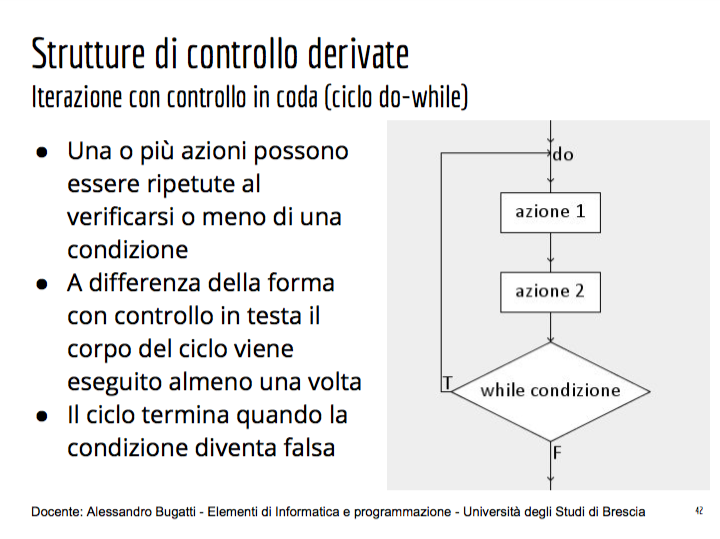 Strutture di controllo derivate
Iterazione con controllo in coda (ciclo do-while)
● Una o più azioni possono
essere ripetute al
verificarsi o meno di una
condizione
● A differenza della forma
con controllo in testa il
corpo del ciclo viene
eseguito almeno una volta
● Il ciclo termina quando la
condizione diventa falsa
do
azione 1
azione 2
T
while condizione
F
Docente: Alessandro Bugatti - Elementi di Informatica e programmazione - Università degli Studi di Brescia
42